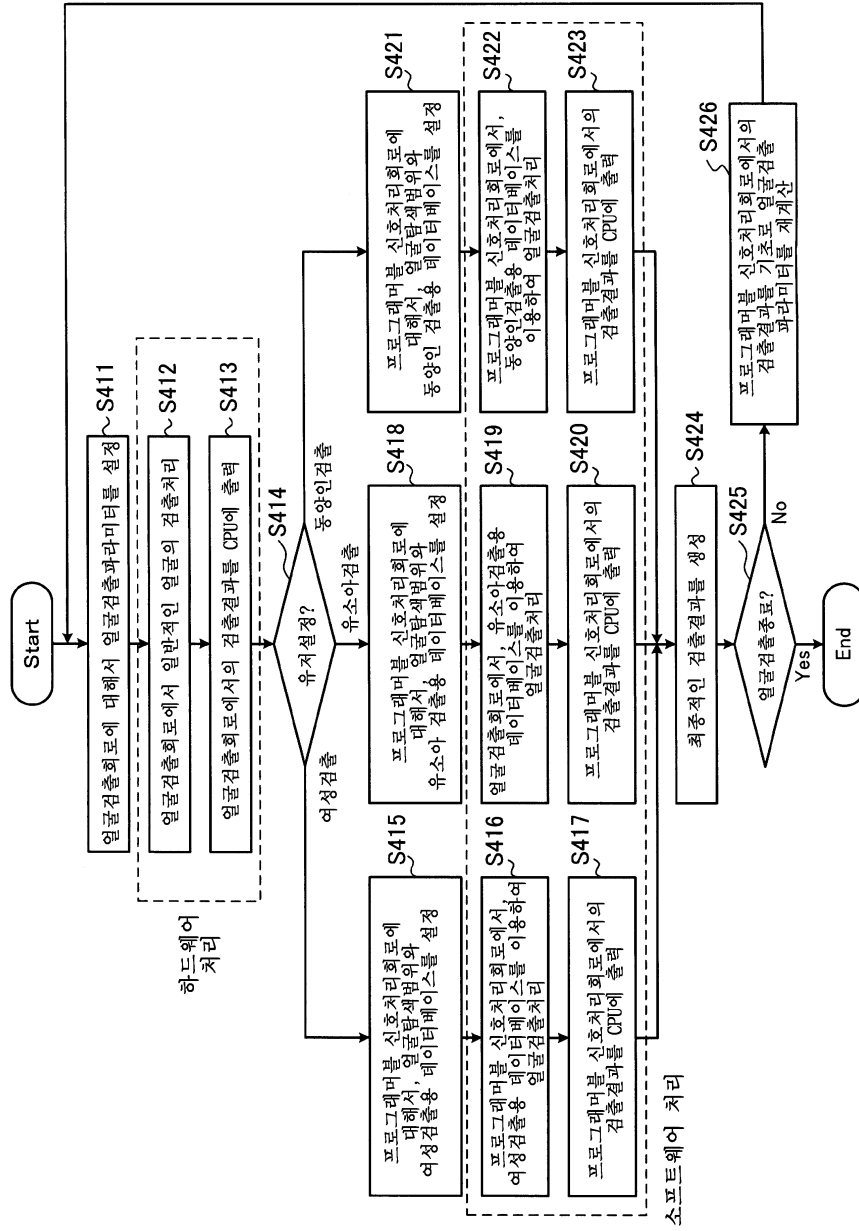 Start
얼굴검출회로에 대해서 얼굴검출파라미터를 설정
S411
하드웨어
처리
얼굴검출회로에서 일반적인 얼굴의 검출처리
S412
얼굴검출회로에서의 검출결과를 CPU에 출력
S413
유저설정?
S414
여성검출
유소아검출
동양인검출
프로그래머블 신호처리회로에
대해서, 얼굴탐색범위와
여성검출용 데이터베이스를 설정
S415
프로그래머블 신호처리회로에
대해서, 얼굴탐색범위와
유소아 검출용 데이터베이스를 설정
S418
프로그래머블 신호처리회로에
대해서, 얼굴탐색범위와
동양인 검출용 데이터베이스를 설정
S421
소프트웨어 처리
프로그래머블 신호처리회로에서,
여성검출용 데이터베이스를 이용하여
얼굴검출처리
S416
얼굴검출회로에서, 유소아검출용
데이터베이스를 이용하여
얼굴검출처리
S419
프로그래머블 신호처리회로에서,
동양인검출용 데이터베이스를
이용하여 얼굴검출처리
S422
프로그래머블 신호처리회로에서의
검출결과를 CPU에 출력
S417
프로그래머블 신호처리회로에서의
검출결과를 CPU에 출력
S420
프로그래머블 신호처리회로에서의
검출결과를 CPU에 출력
S423
최종적인 검출결과를 생성
S424
얼굴검출종료?
S425
No
Yes
프로그래머블 신호처리회로에서의
검출결과를 기초로 얼굴검출
파라미터를 재계산
S426
End